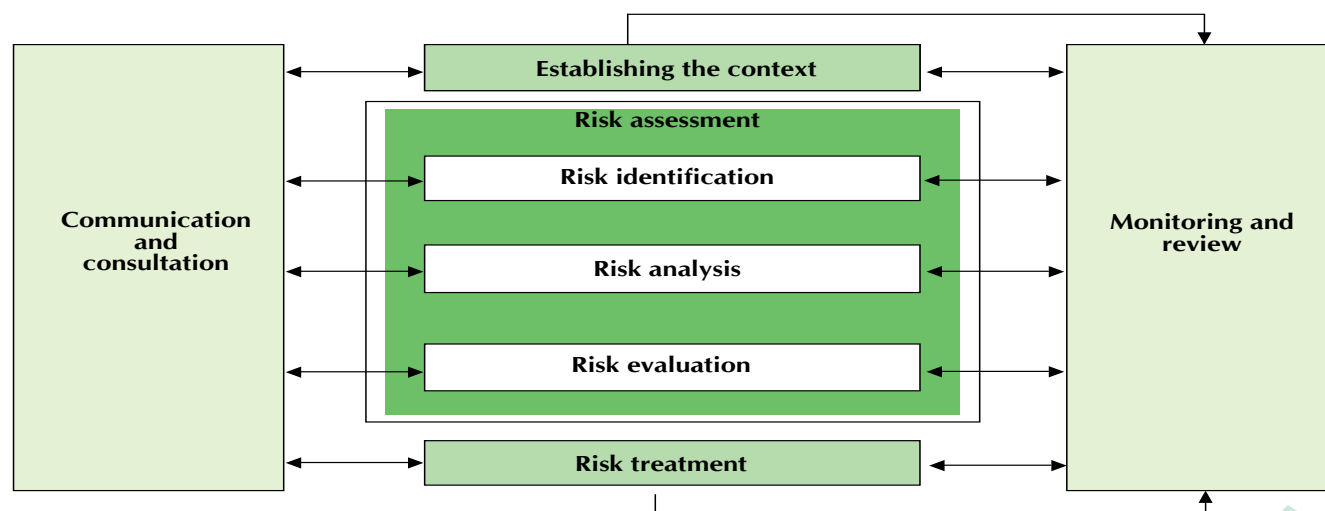 Establishing the context
Risk assessment
Risk identification
Communication
and
consultation
Monitoring and
review
Risk analysis
Risk evaluation
Risk treatment